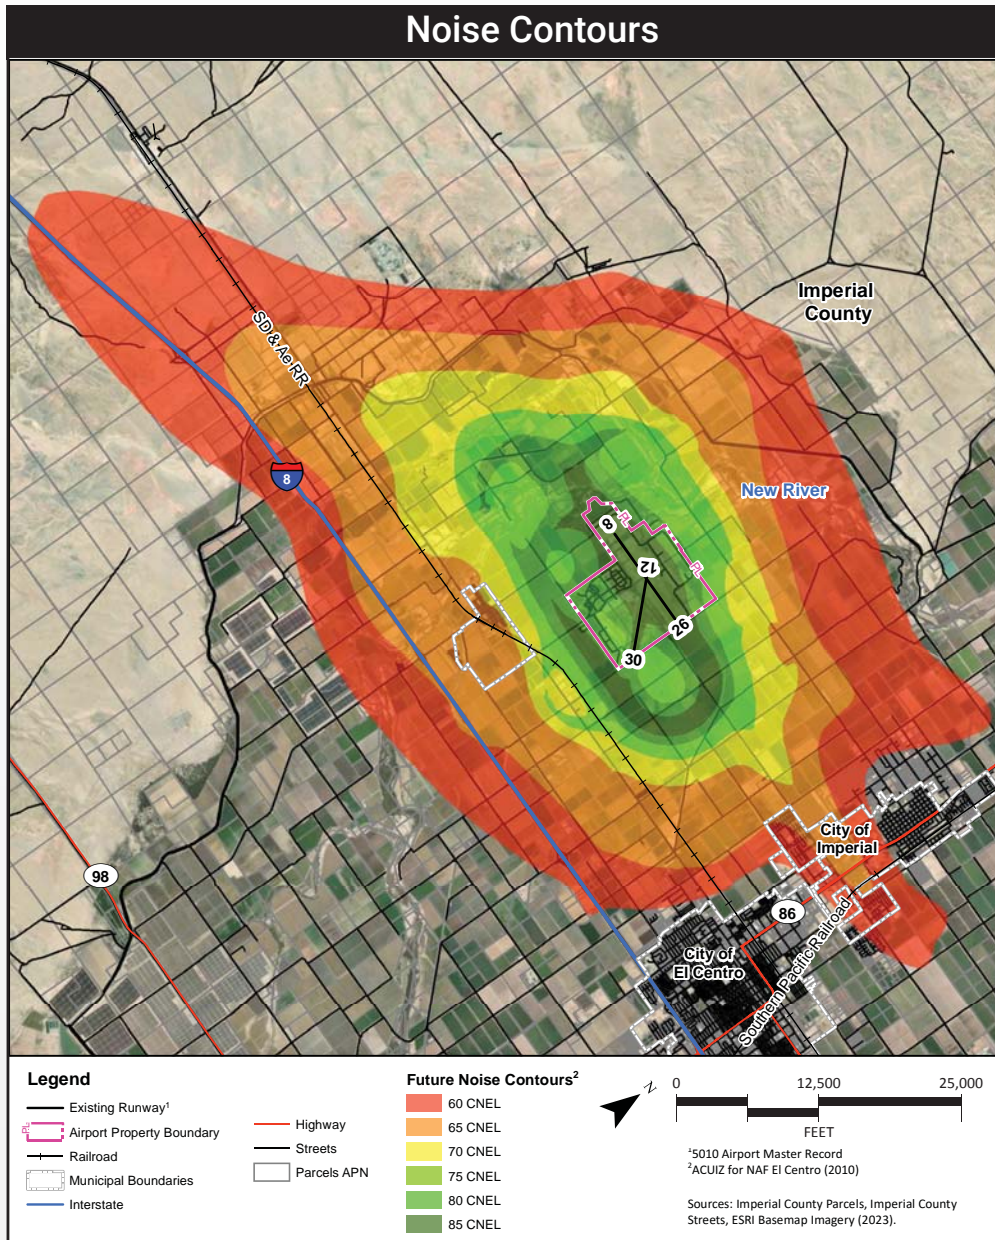 Noise Contours
Imperial
County
SD & Ae RR
8
New River
PL
PL
8
12
26
30
City of
Imperial
98
86
City of
El Centro
Southern Pacific Railroad
Legend
Existing Runway¹
PL
Airport Property Boundary
Railroad
Municipal Boundaries
Interstate
Highway
Streets
Parcels APN
Future Noise Contours²
60 CNEL
65 CNEL
70 CNEL
75 CNEL
80 CNEL
85 CNEL
N
0 12,500 25,000
FEET
¹5010 Airport Master Record
²ACUIZ for NAF El Centro (2010)
Sources: Imperial County Parcels, Imperial County
Streets, ESRI Basemap Imagery (2023).